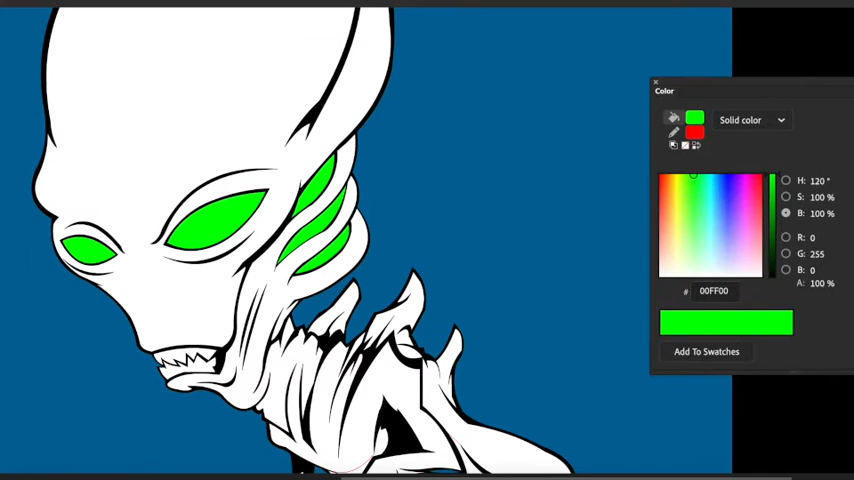 Color
Solid color
H: 120 °
S: 100 %
B: 100 %
R: 0
G: 255
B: 0
A: 100 %
# 00FF00
Add To Swatches